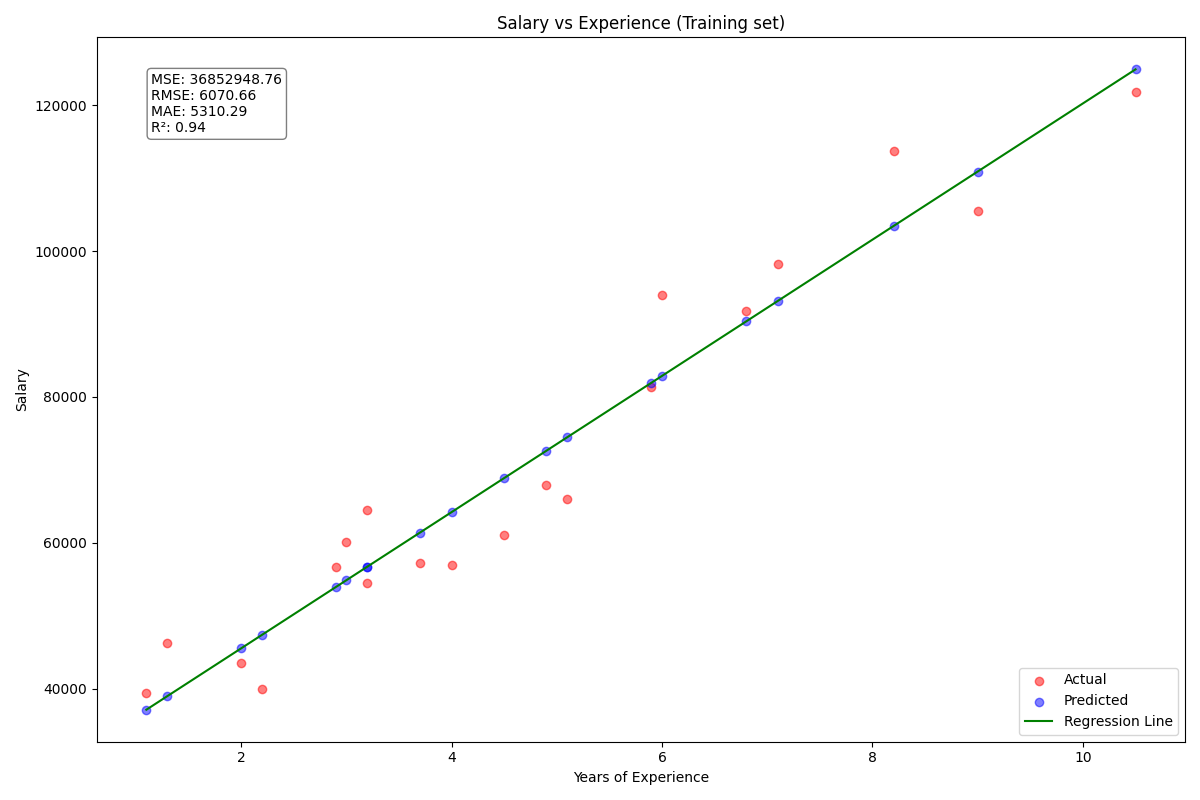 Salary vs Experience (Training set)
MSE: 36852948.76
RMSE: 6070.66
MAE: 5310.29
R²: 0.94
120000
100000
80000
60000
40000
Salary
2
4
6
8
10
Years of Experience
Actual
Predicted
Regression Line